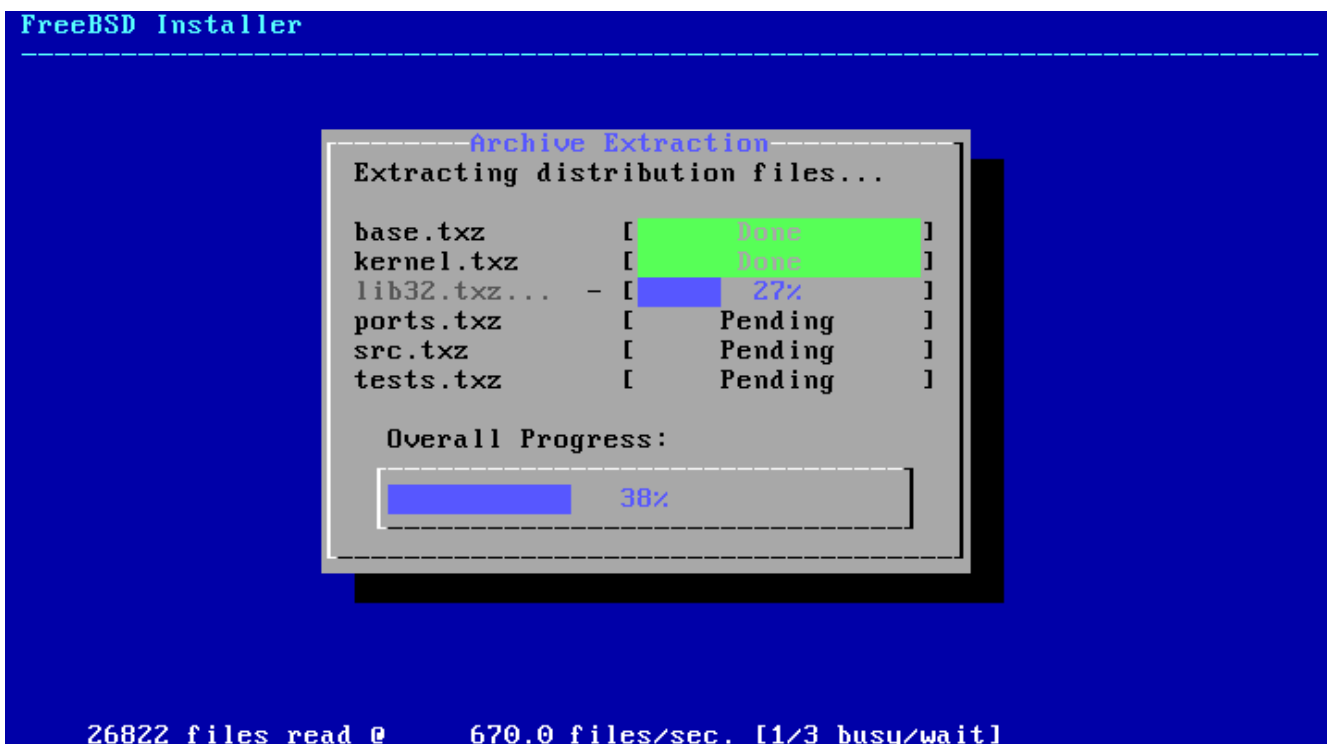 FreeBSD Installer
Archive Extraction
Extracting distribution files...
base.txz [ Done ]
kernel.txz [ Done ]
lib32.txz... - [ 27% ]
ports.txz [ Pending ]
src.txz [ Pending ]
tests.txz [ Pending ]
Overall Progress:
38%
26822 files read @ 670.0 files/sec. [1/3 busy/wait]